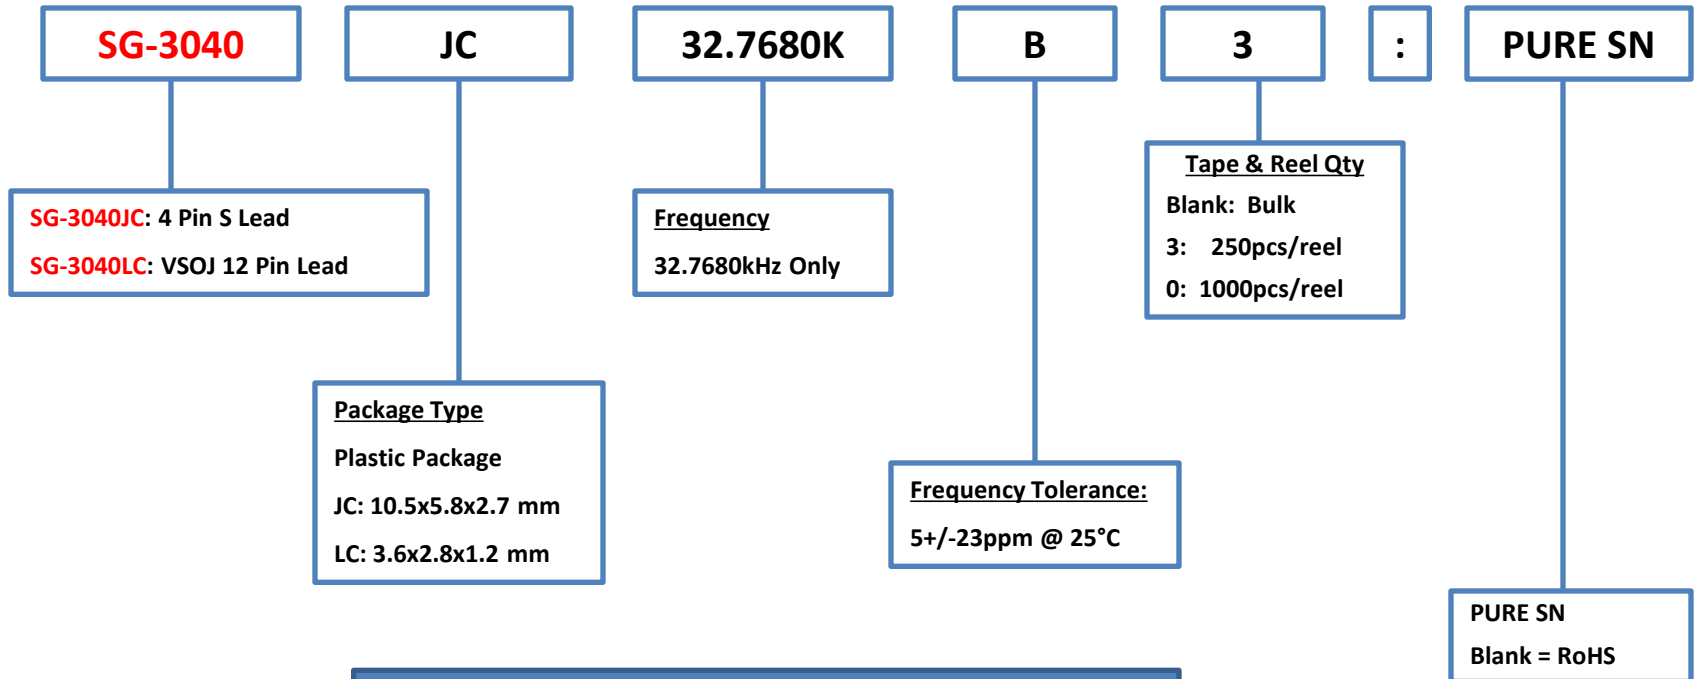 SG-3040
JC
32.7680K
B
3
:
PURE SN
SG-3040JC: 4 Pin S Lead
SG-3040LC: VSOJ 12 Pin Lead
Package Type
Plastic Package
JC: 10.5x5.8x2.7 mm
LC: 3.6x2.8x1.2 mm
Frequency
32.7680kHz Only
Frequency Tolerance:
5+/-23ppm @ 25°C
Tape & Reel Qty
Blank: Bulk
3: 250pcs/reel
0: 1000pcs/reel
PURE SN
Blank = RoHS